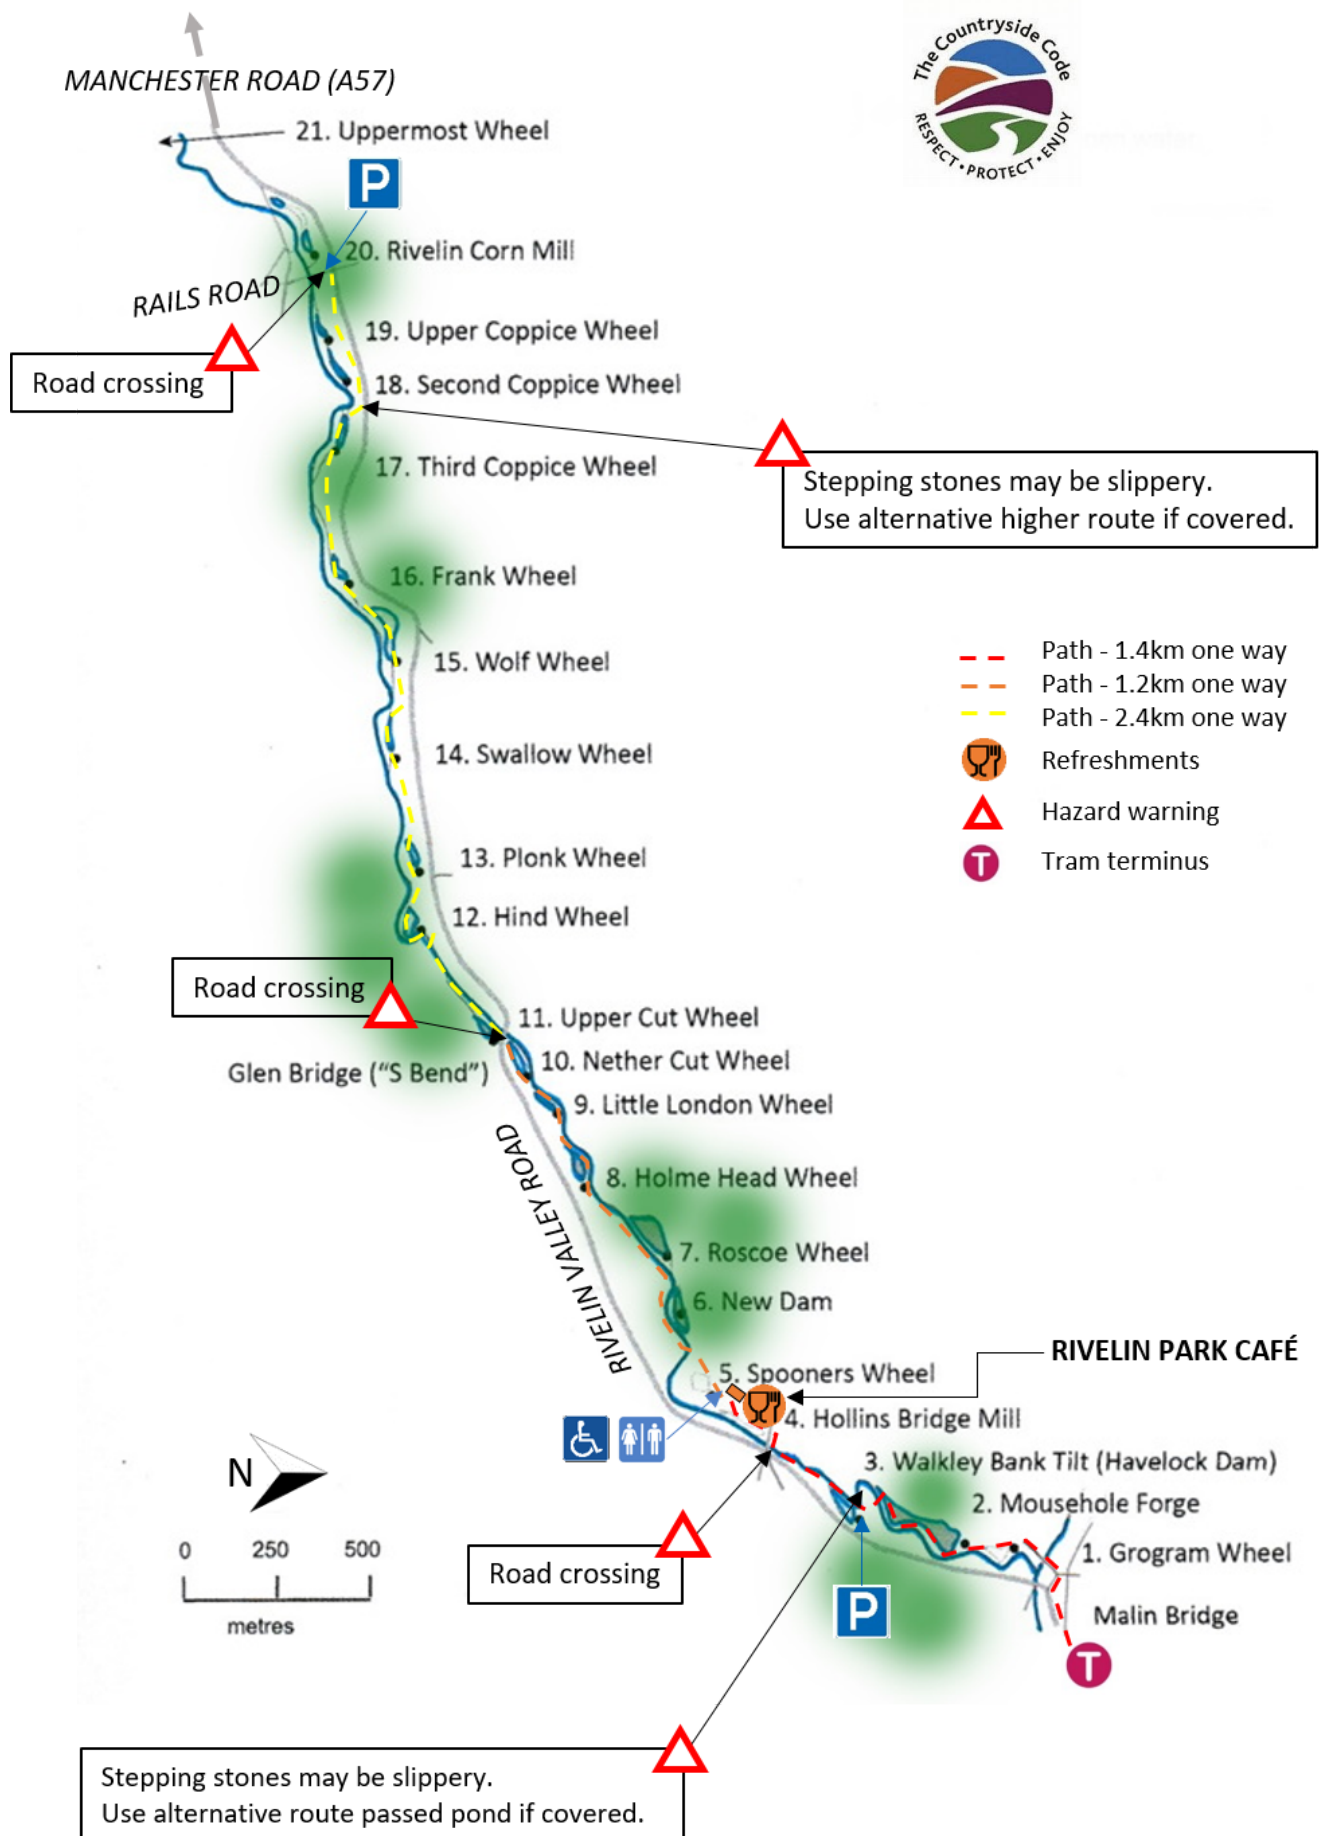 The Countryside Code
RESPECT • PROTECT • ENJOY
MANCHESTER ROAD (A57)
21. Uppermost Wheel
P
20. Rivelin Corn Mill
RAILS ROAD
19. Upper Coppice Wheel
Road crossing
18. Second Coppice Wheel
17. Third Coppice Wheel
Stepping stones may be slippery.
Use alternative higher route if covered.
16. Frank Wheel
15. Wolf Wheel
Path - 1.4km one way
Path - 1.2km one way
Path - 2.4km one way
14. Swallow Wheel
Refreshments
Hazard warning
13. Plonk Wheel
T
Tram terminus
12. Hind Wheel
Road crossing
11. Upper Cut Wheel
Glen Bridge ("S Bend")
10. Nether Cut Wheel
9. Little London Wheel
RIVELIN VALLEY ROAD
8. Holme Head Wheel
7. Roscoe Wheel
6. New Dam
RIVELIN PARK CAFÉ
5. Spooners Wheel
4. Hollins Bridge Mill
3. Walkley Bank Tilt (Havelock Dam)
N
2. Mousehole Forge
0 250 500
metres
Road crossing
1. Grogram Wheel
P
Malin Bridge
T
Stepping stones may be slippery.
Use alternative route passed pond if covered.